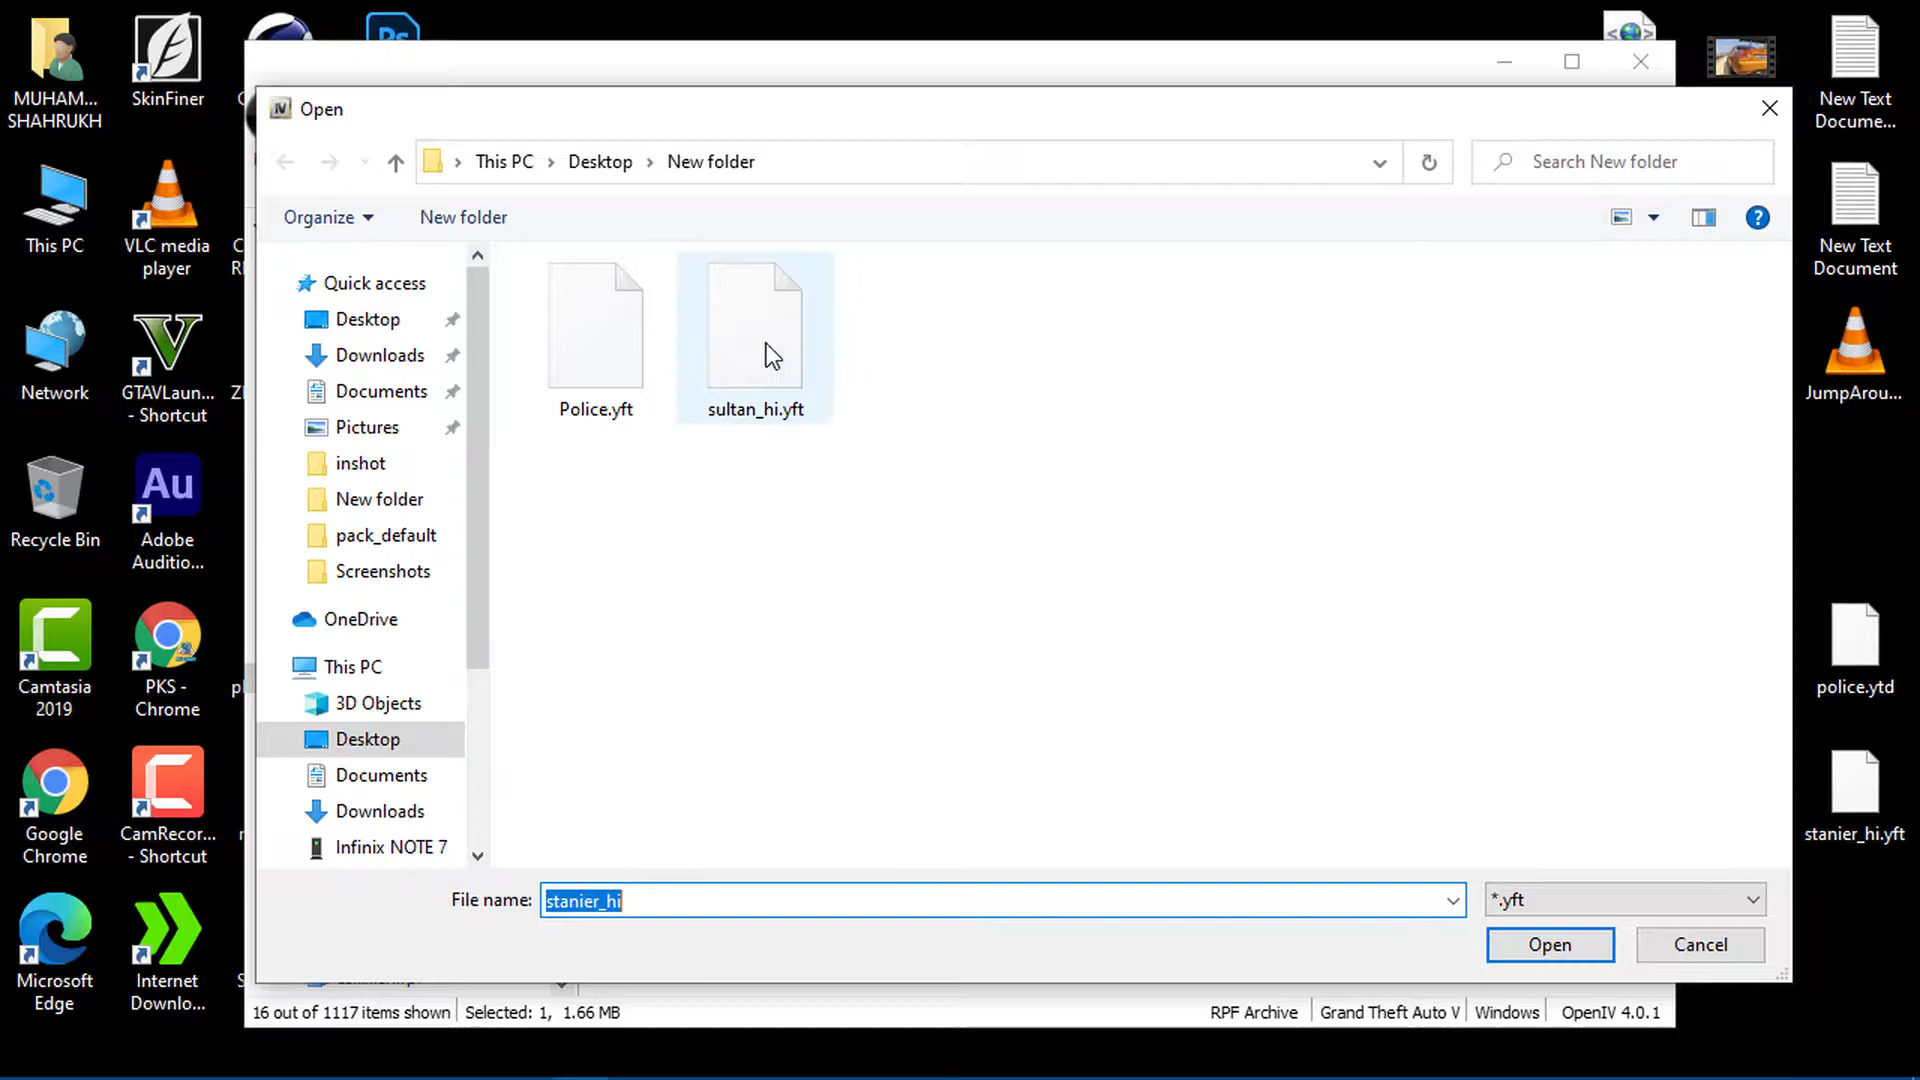 MUHAM...
SHAHRUKH
SkinFiner
This PC
VLC media
player
Network
GTAVLaun...
- Shortcut
Recycle Bin
Adobe
Auditio...
Au
Ps
Camtasia
2019
PKS -
Chrome
Google
Chrome
CamRecor...
- Shortcut
Microsoft
Edge
Internet
Downlo...
IV
Open
This PC
Desktop
New folder
Search New folder
Organize
New folder
?
Quick access
Desktop
Downloads
Documents
Pictures
inshot
New folder
pack_default
Screenshots
OneDrive
This PC
3D Objects
Desktop
Documents
Downloads
Infinix NOTE 7
Police.yft
sultan_hi.yft
File name:
stanier_hi
*.yft
Open
Cancel
16 out of 1117 items shown
Selected: 1, 1.66 MB
RPF Archive
Grand Theft Auto V
Windows
OpenIV 4.0.1
New Text
Docume...
New Text
Document
JumpArou...
police.ytd
stanier_hi.yft